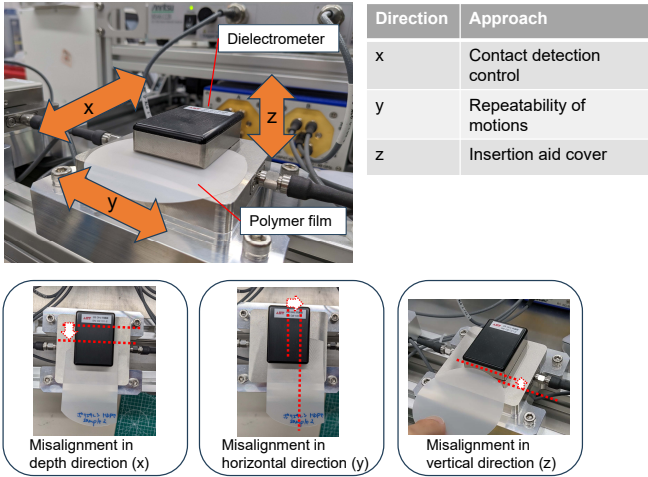 Dielectrometer
x
z
y
Polymer film
Direction Approach
x Contact detection
control
y Repeatability of
motions
z Insertion aid cover
Misalignment in
depth direction (x)
Misalignment in
horizontal direction (y)
Misalignment in
vertical direction (z)